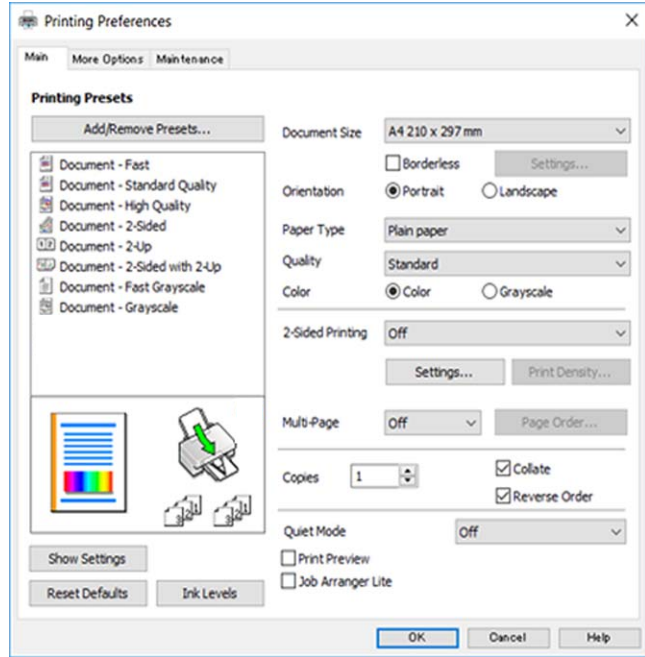 Printing Preferences
Main More Options Maintenance
Printing Presets
Add/Remove Presets...
Document - Fast
Document - Standard Quality
Document - High Quality
Document - 2-Sided
Document - 2-Up
Document - 2-Sided with 2-Up
Document - Fast Grayscale
Document - Grayscale
Show Settings
Reset Defaults Ink Levels
Document Size A4 210 x 297 mm
Borderless Settings...
Orientation Portrait Landscape
Paper Type Plain paper
Quality Standard
Color Color Grayscale
2-Sided Printing Off
Settings... Print Density...
Multi-Page Off Page Order...
Copies 1 Collate
Reverse Order
Quiet Mode Off
Print Preview
Job Arranger Lite
OK Cancel Help